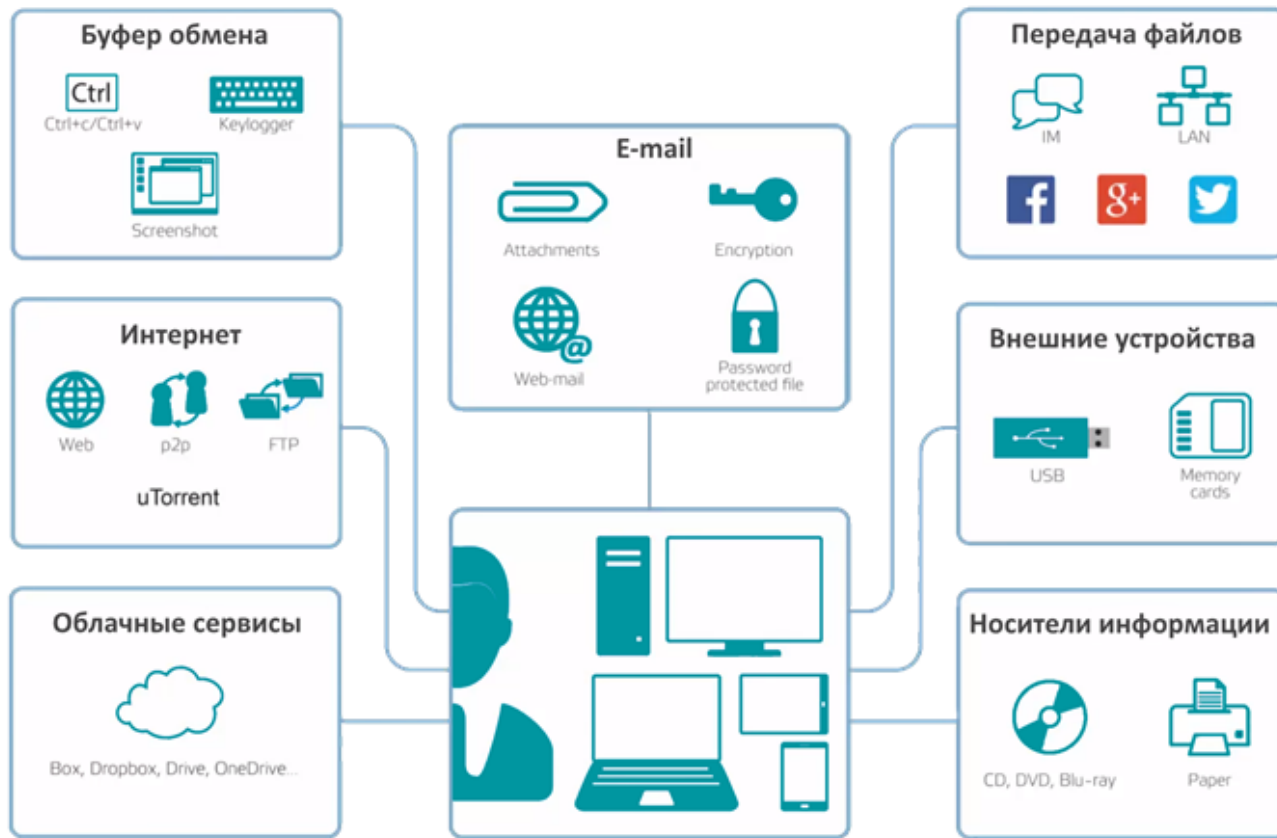 Буфер обмена
Ctrl
Ctrl+c/Ctrl+v
Keylogger
Screenshot
E-mail
Attachments
Encryption
@
Web-mail
Password
protected file
Передача файлов
IM
LAN
f
g+
Интернет
Web
p2p
FTP
uTorrent
Внешние устройства
USB
Memory
cards
Облачные сервисы
Box, Dropbox, Drive, OneDrive...
Носители информации
CD, DVD, Blu-ray
Paper